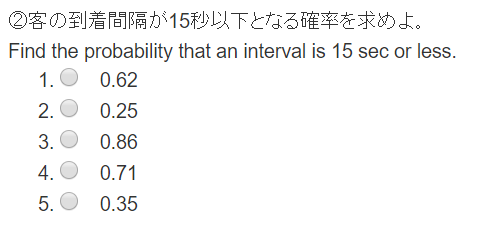 ②客の到着間隔が15秒以下となる確率を求めよ。
Find the probability that an interval is 15 sec or less.
1. 0.62
2. 0.25
3. 0.86
4. 0.71
5. 0.35